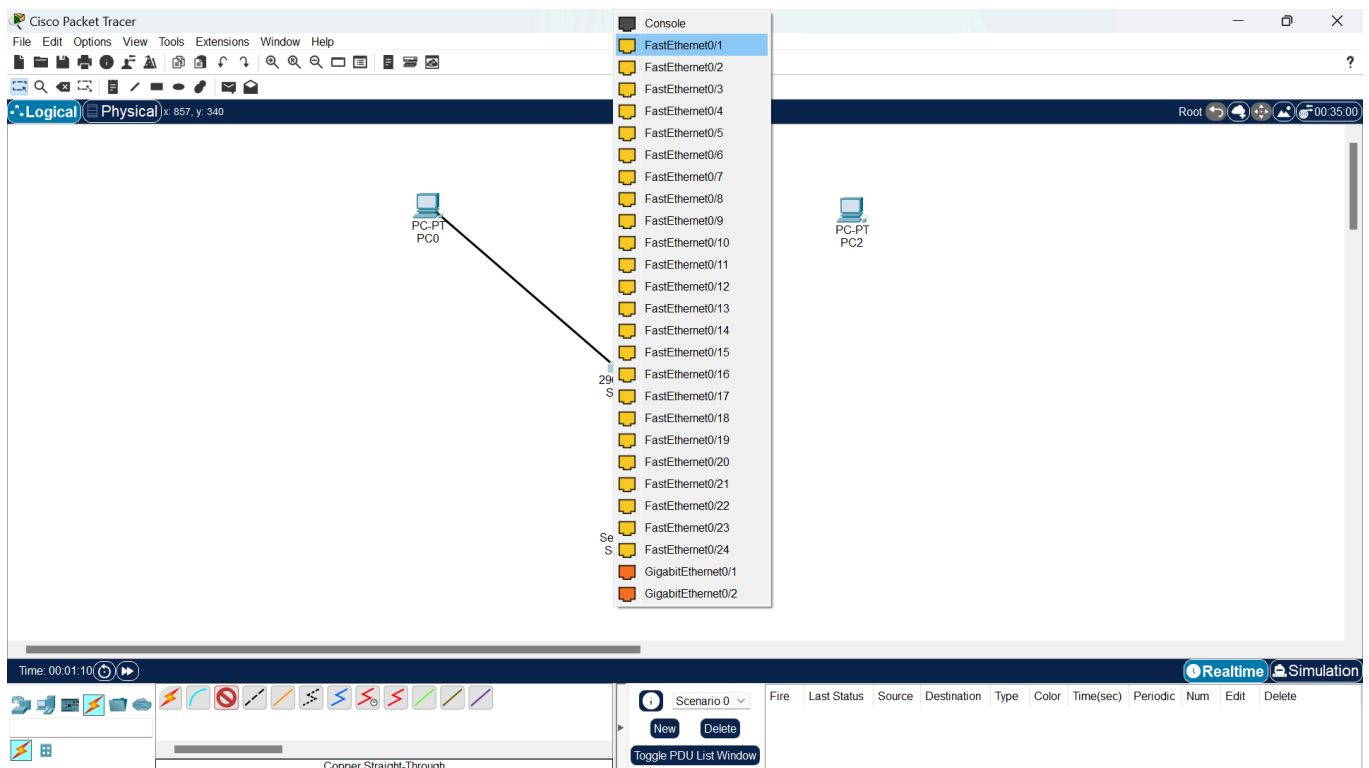 Cisco Packet Tracer
File Edit Options View Tools Extensions Window Help
?
Logical Physical x: 857, y: 340
Root 00:35:00
Console
FastEthernet0/1
FastEthernet0/2
FastEthernet0/3
FastEthernet0/4
FastEthernet0/5
FastEthernet0/6
FastEthernet0/7
FastEthernet0/8
FastEthernet0/9
FastEthernet0/10
FastEthernet0/11
FastEthernet0/12
FastEthernet0/13
FastEthernet0/14
FastEthernet0/15
FastEthernet0/16
FastEthernet0/17
FastEthernet0/18
FastEthernet0/19
FastEthernet0/20
FastEthernet0/21
FastEthernet0/22
FastEthernet0/23
FastEthernet0/24
GigabitEthernet0/1
GigabitEthernet0/2
PC-PT
PC0
PC-PT
PC2
29
S
Se
S
Time: 00:01:10
Realtime Simulation
Scenario 0
New Delete
Toggle PDU List Window
Fire Last Status Source Destination Type Color Time(sec) Periodic Num Edit Delete
Copper Straight-Through